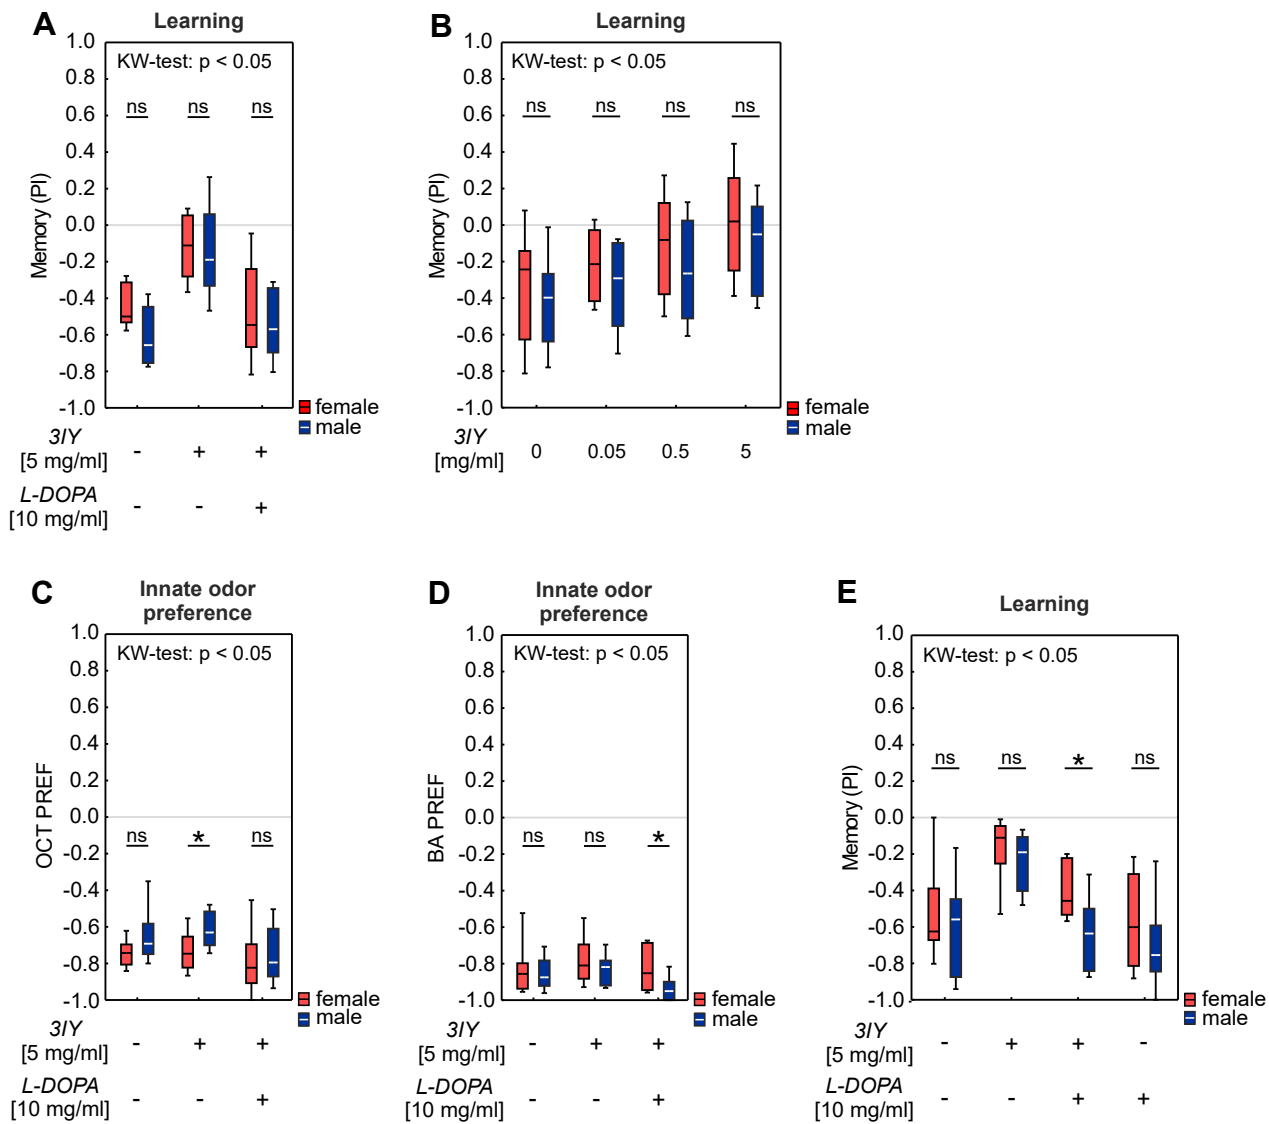 A
Learning
1.0
0.8
0.6
0.4
0.2
0.0
-0.2
-0.4
-0.6
-0.8
-1.0
Memory (PI)
KW-test: p < 0.05
ns ns ns
female
male
3IY
[5 mg/ml] - + +
L-DOPA
[10 mg/ml] - - +
B
Learning
1.0
0.8
0.6
0.4
0.2
0.0
-0.2
-0.4
-0.6
-0.8
-1.0
Memory (PI)
KW-test: p < 0.05
ns ns ns ns
female
male
3IY
[mg/ml] 0 0.05 0.5 5
C
Innate odor
preference
1.0
0.8
0.6
0.4
0.2
0.0
-0.2
-0.4
-0.6
-0.8
-1.0
OCT PREF
KW-test: p < 0.05
ns * ns
female
male
3IY
[5 mg/ml] - + +
L-DOPA
[10 mg/ml] - - +
D
Innate odor
preference
1.0
0.8
0.6
0.4
0.2
0.0
-0.2
-0.4
-0.6
-0.8
-1.0
BA PREF
KW-test: p < 0.05
ns ns *
female
male
3IY
[5 mg/ml] - + +
L-DOPA
[10 mg/ml] - - +
E
Learning
1.0
0.8
0.6
0.4
0.2
0.0
-0.2
-0.4
-0.6
-0.8
-1.0
Memory (PI)
KW-test: p < 0.05
ns ns * ns
female
male
3IY
[5 mg/ml] - + + -
L-DOPA
[10 mg/ml] - - + +